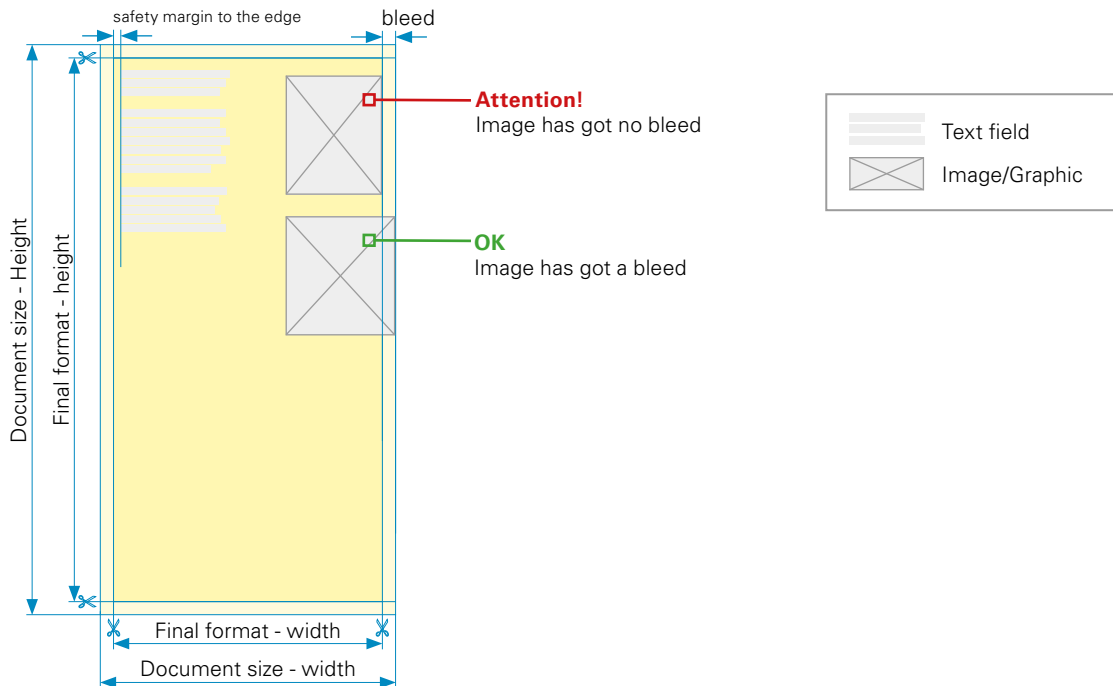 safety margin to the edge
bleed
Attention!
Image has got no bleed
Text field
Image/Graphic
OK
Image has got a bleed
Document size - Height
Final format - height
Final format - width
Document size - width